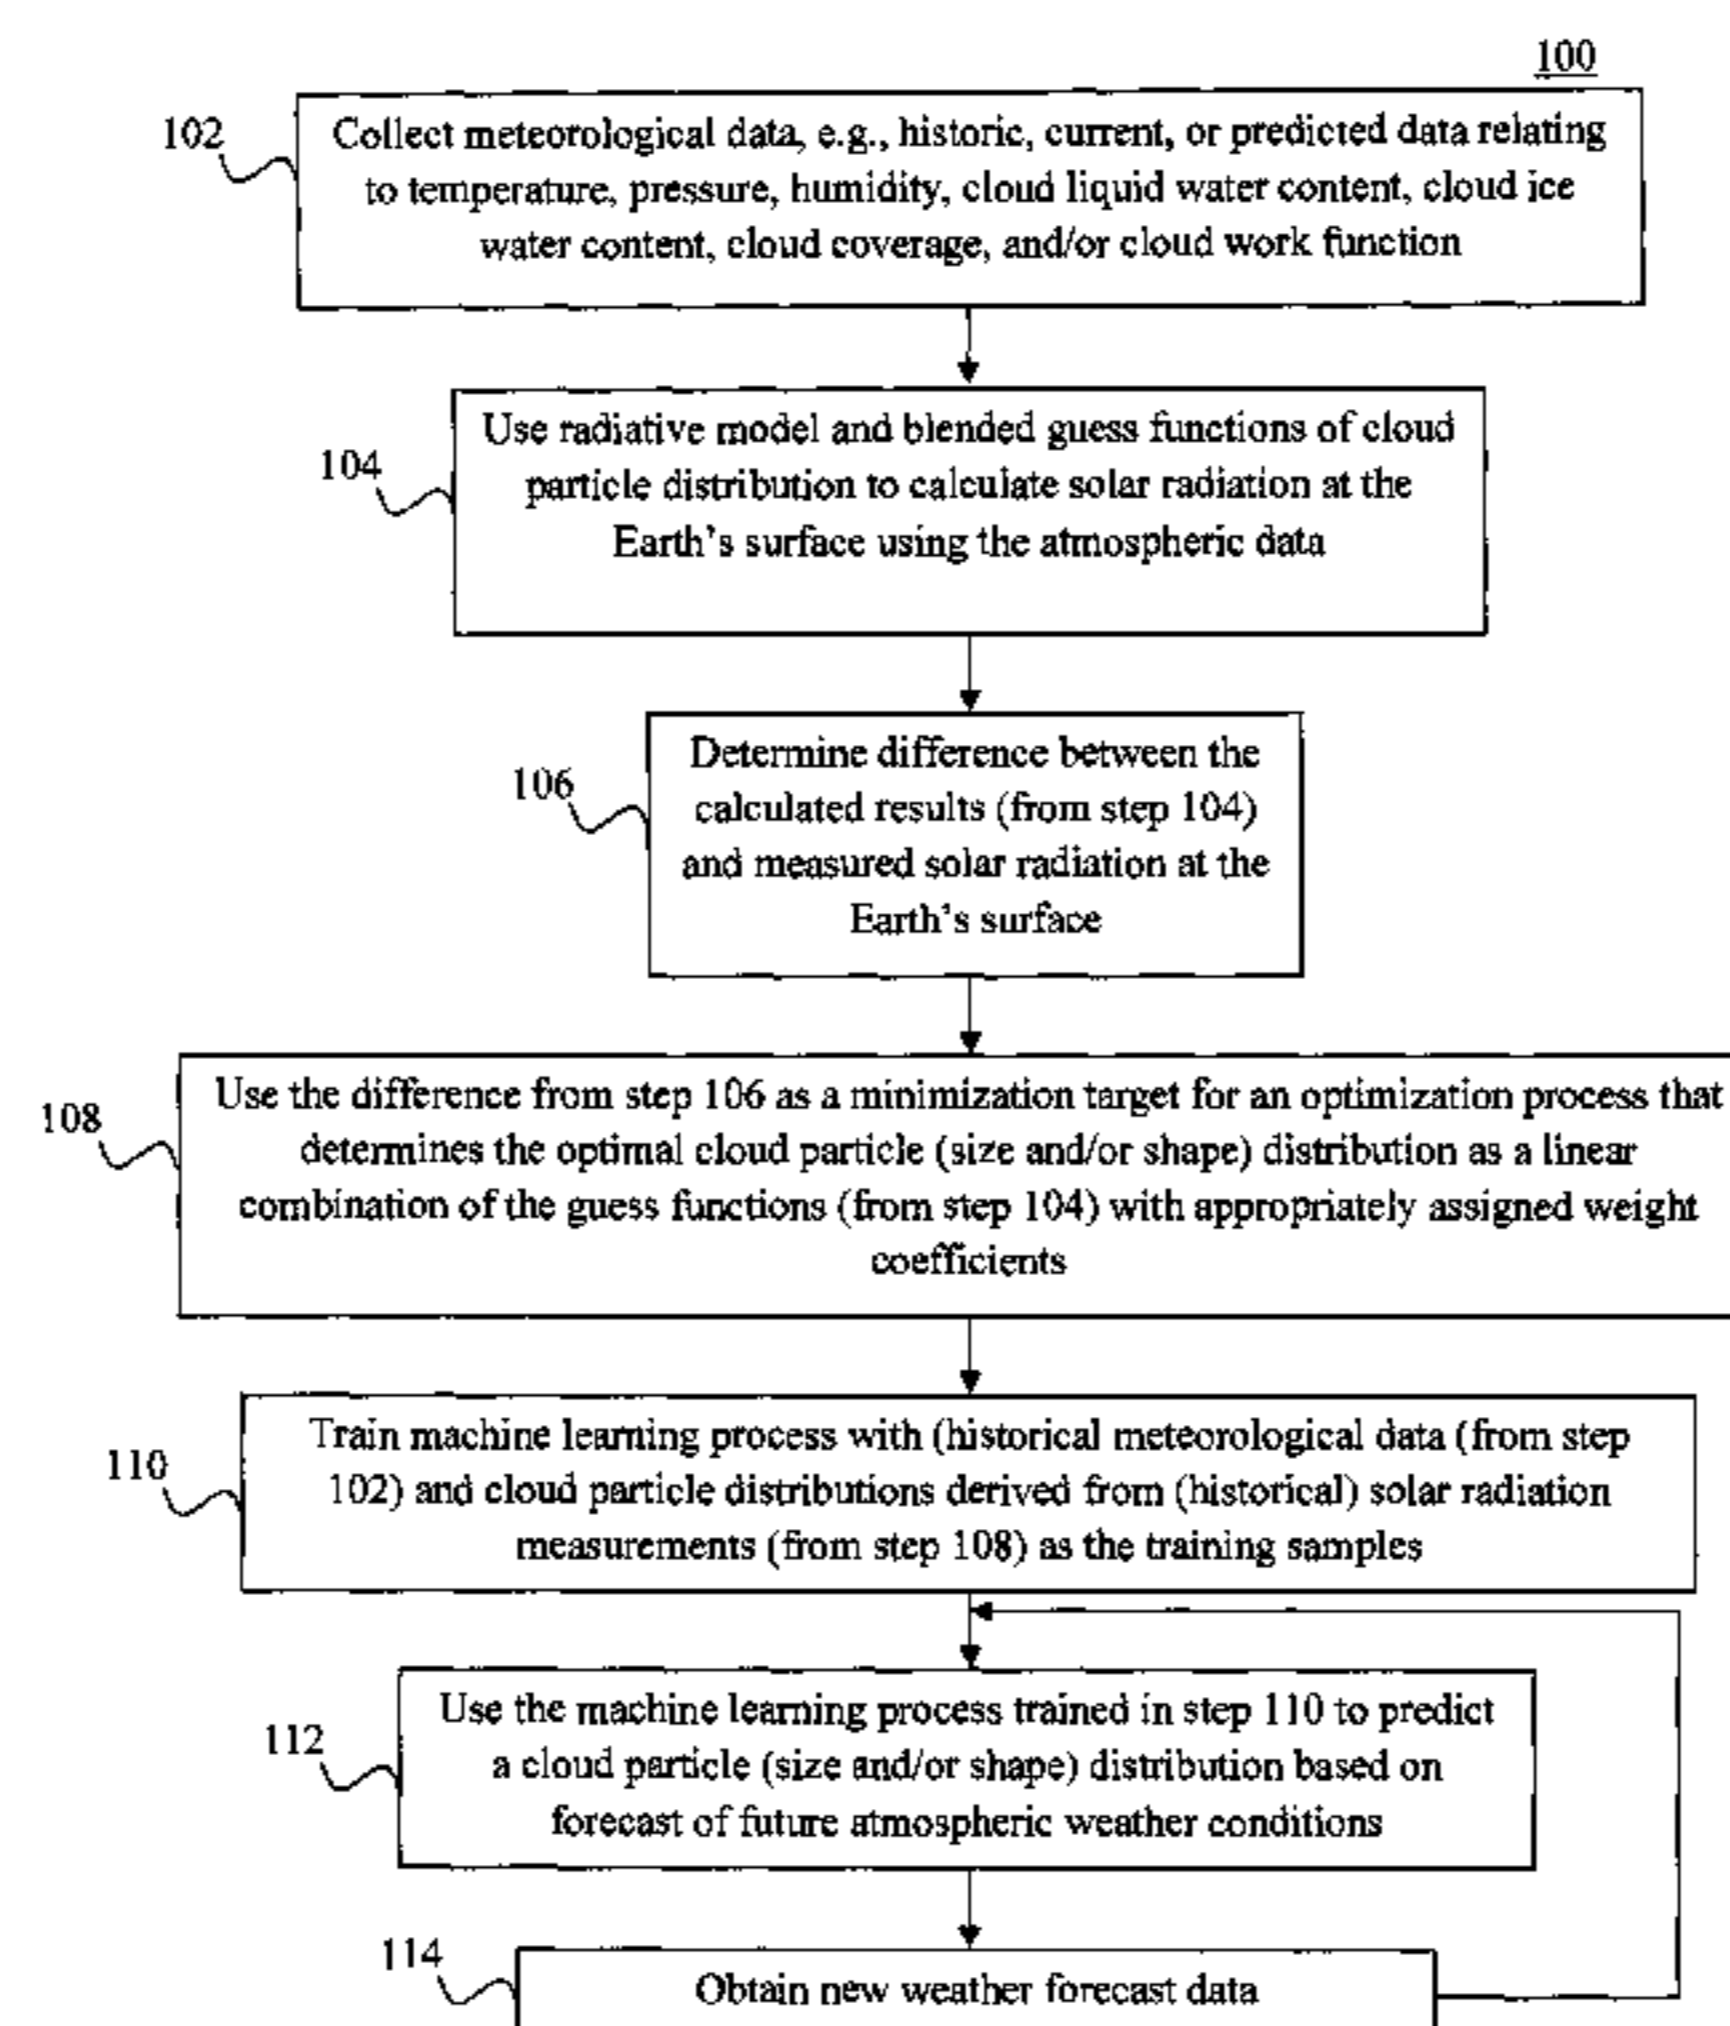 100
102
Collect meteorological data, e.g., historic, current, or predicted data relating
to temperature, pressure, humidity, cloud liquid water content, cloud ice
water content, cloud coverage, and/or cloud work function
104
Use radiative model and blended guess functions of cloud
particle distribution to calculate solar radiation at the
Earth's surface using the atmospheric data
106
Determine difference between the
calculated results (from step 104)
and measured solar radiation at the
Earth's surface
108
Use the difference from step 106 as a minimization target for an optimization process that
determines the optimal cloud particle (size and/or shape) distribution as a linear
combination of the guess functions (from step 104) with appropriately assigned weight
coefficients
110
Train machine learning process with (historical meteorological data (from step
102) and cloud particle distributions derived from (historical) solar radiation
measurements (from step 108) as the training samples
112
Use the machine learning process trained in step 110 to predict
a cloud particle (size and/or shape) distribution based on
forecast of future atmospheric weather conditions
114
Obtain new weather forecast data